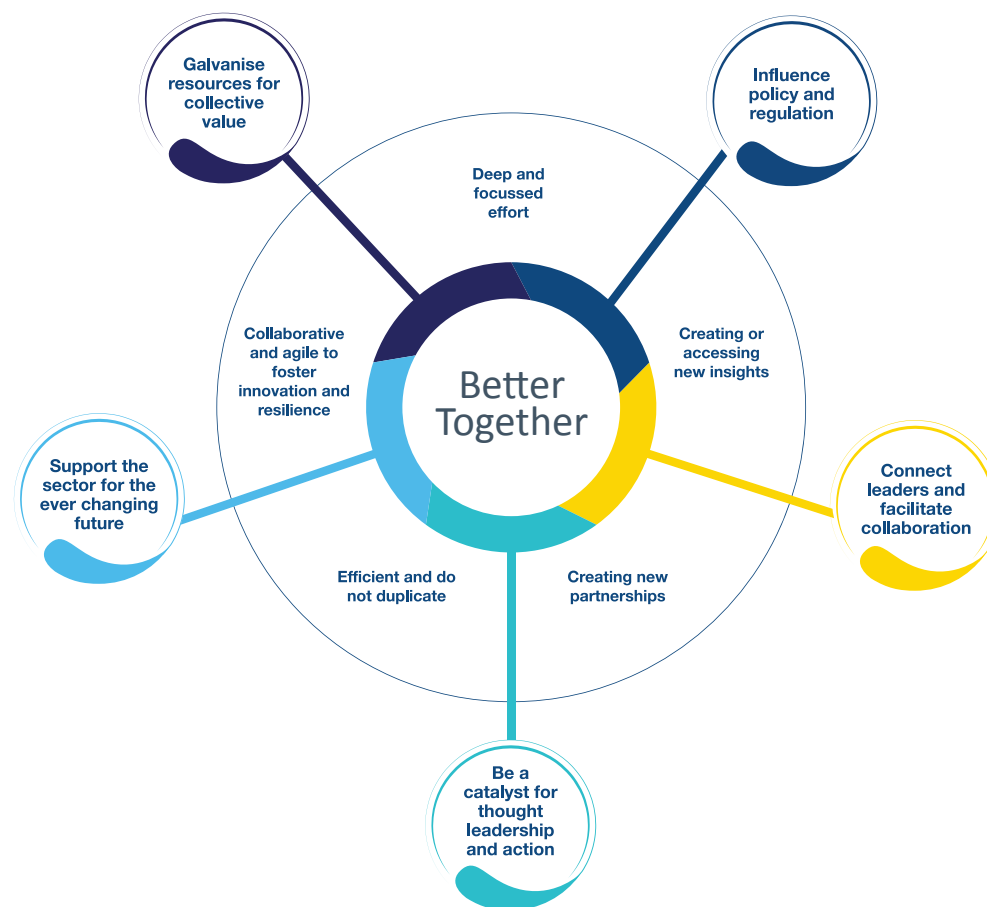 Galvanise
resources for
collective
value
Influence
policy and
regulation
Deep and
focussed
effort
Collaborative
and agile to
foster
innovation and
resilience
Creating or
accessing
new insights
Better
Together
Support the
sector for the
ever changing
future
Connect
leaders and
facilitate
collaboration
Efficient and do
not duplicate
Creating new
partnerships
Be a
catalyst for
thought
leadership
and action